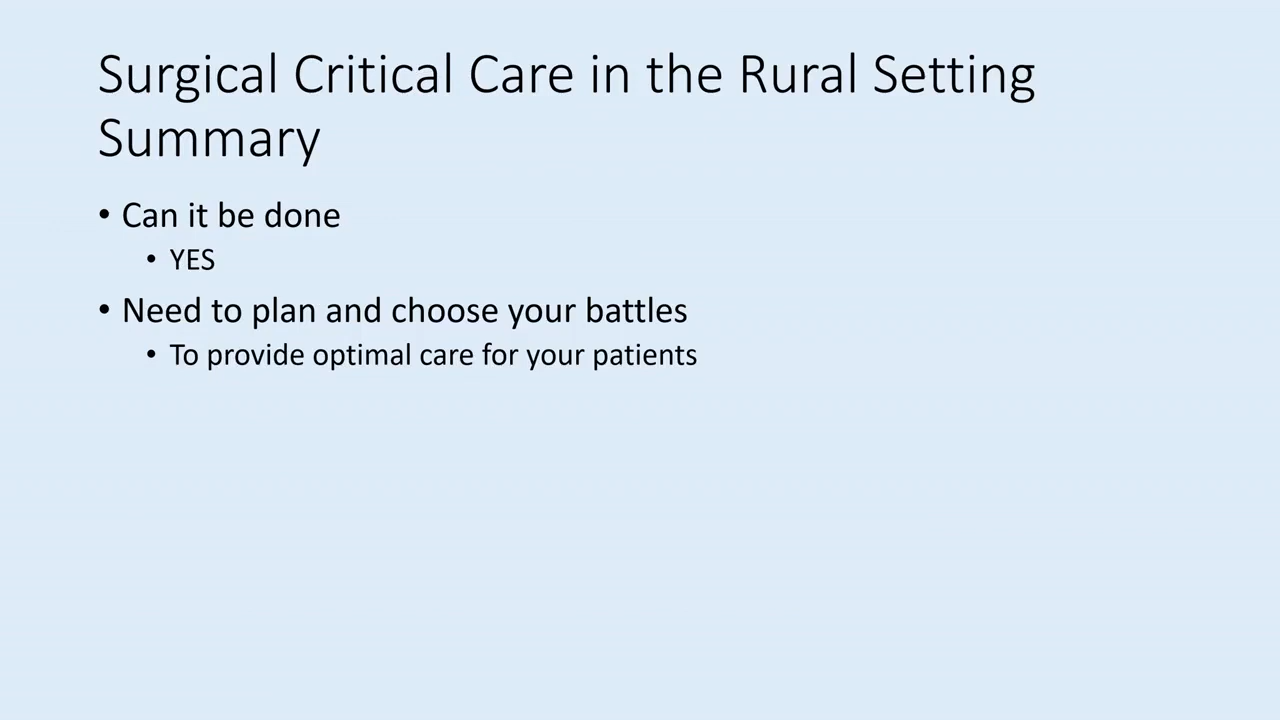 Surgical Critical Care in the Rural Setting
Summary
• Can it be done
• YES
• Need to plan and choose your battles
• To provide optimal care for your patients